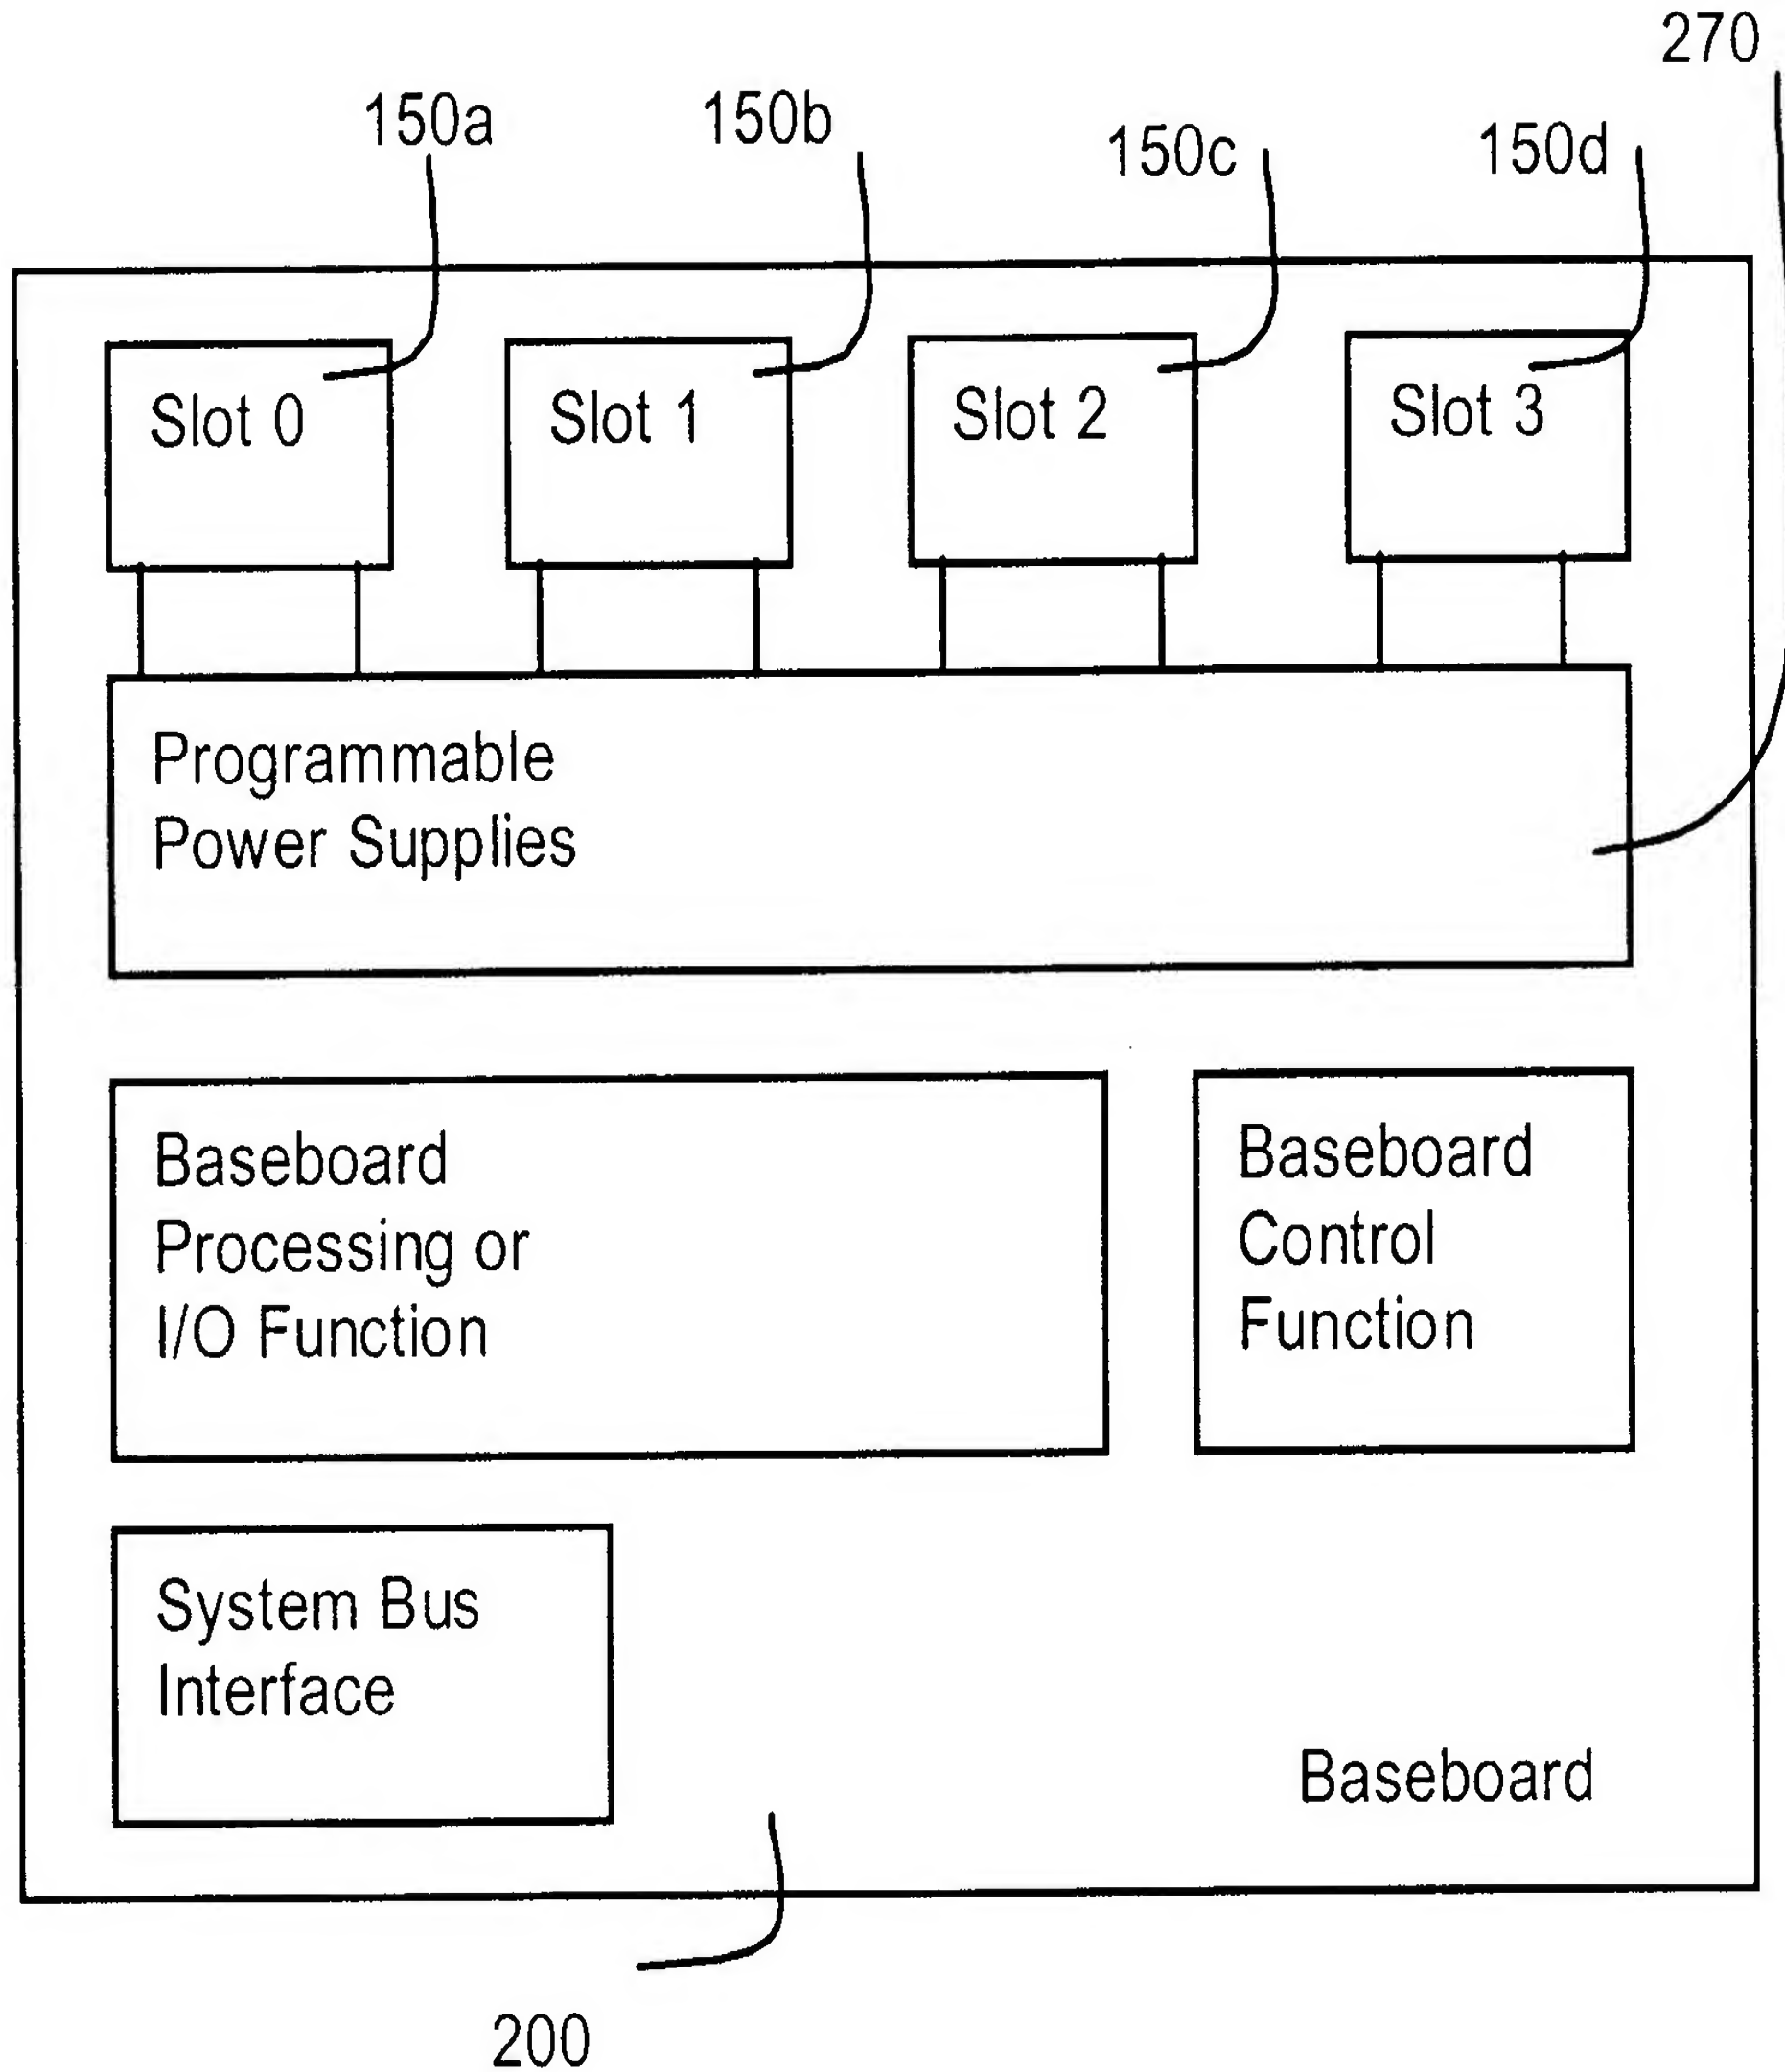 270
150a
150b
150c
150d
Slot 0
Slot 1
Slot 2
Slot 3
Programmable
Power Supplies
Baseboard
Processing or
I/O Function
Baseboard
Control
Function
System Bus
Interface
Baseboard
200